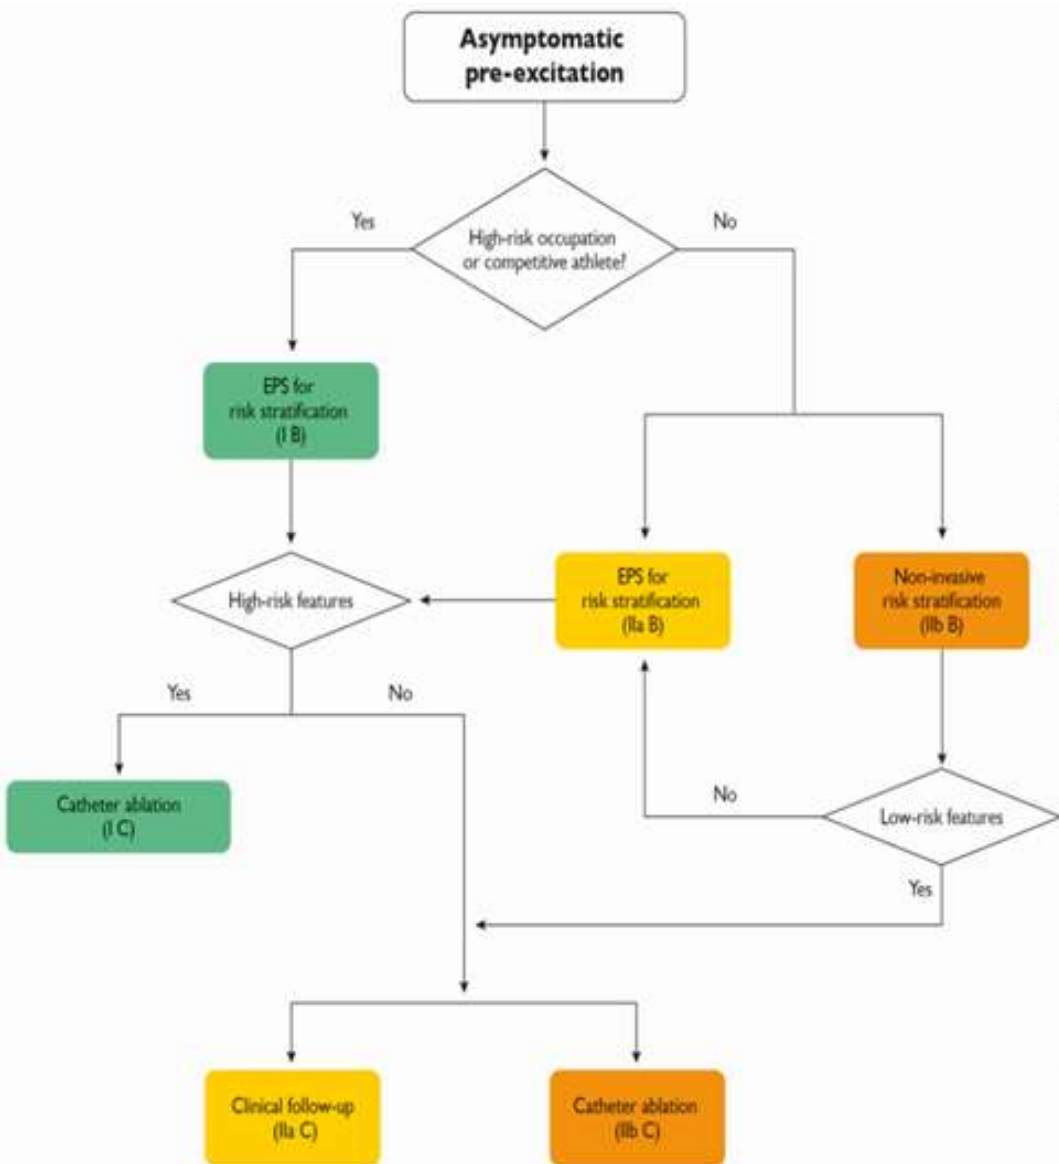 Asymptomatic
pre-excitation
Yes
No
High-risk occupation
or competitive athlete?
EPS for
risk stratification
(I B)
High-risk features
EPS for
risk stratification
(IIa B)
Non-invasive
risk stratification
(IIb B)
Yes
No
Catheter ablation
(I C)
No
Low-risk features
Yes
Clinical follow-up
(IIa C)
Catheter ablation
(IIb C)